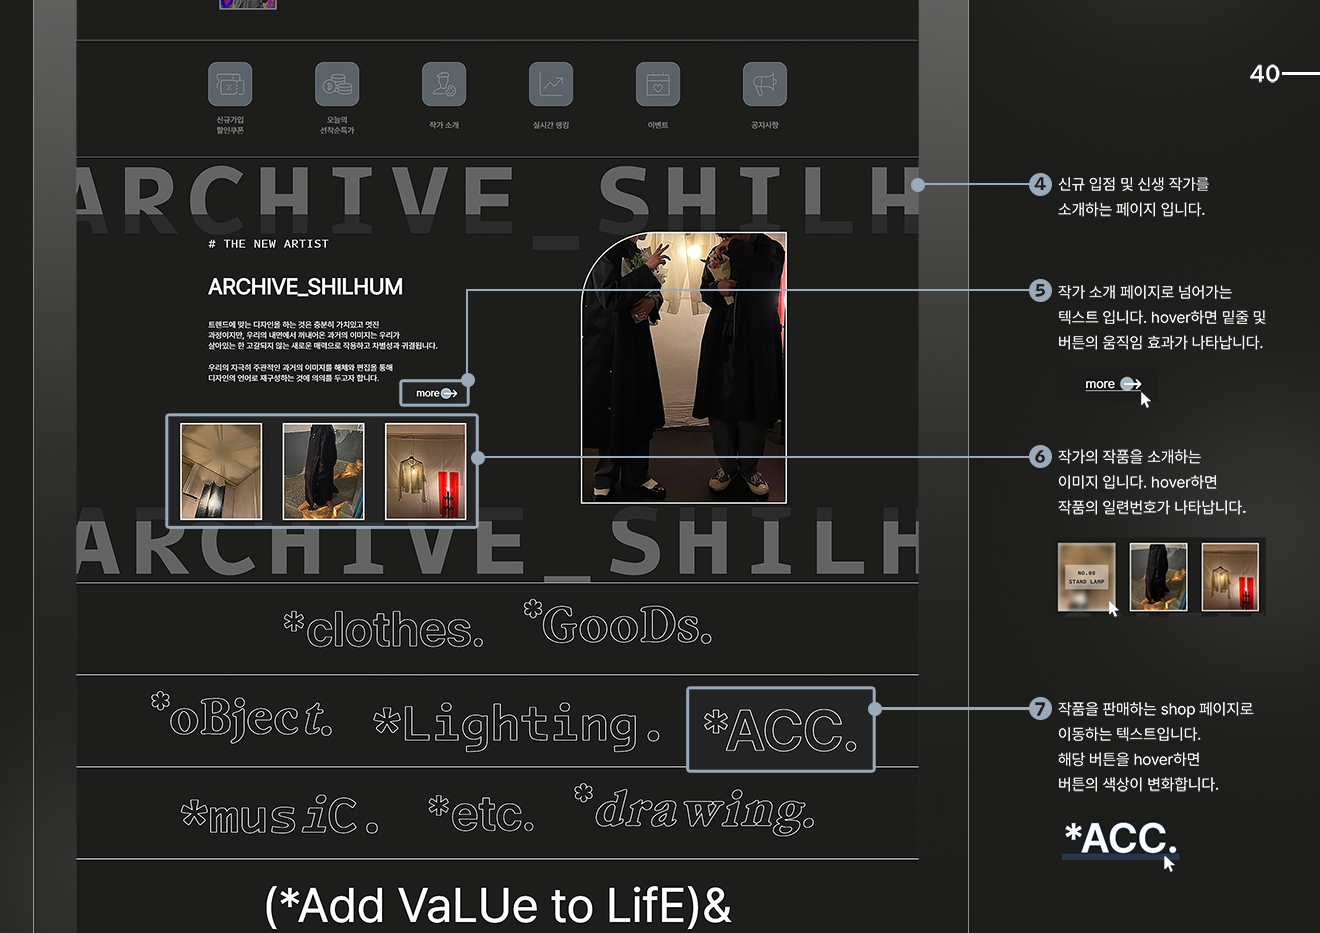 40
신규가입
할인쿠폰
오늘의
선착순특가
작가 소개
실시간 랭킹
이벤트
공지사항
ARCHIVE_SHILH
# THE NEW ARTIST
ARCHIVE_SHILHUM
트렌드에 맞는 디자인을 하는 것은 충분히 가치있고 멋진
과정이지만, 우리의 내면에서 꺼내어온 과거의 이미지는 우리가
살아있는 한 고갈되지 않는 새로운 매력으로 작용하고 차별성과 귀결됩니다.
우리의 지극히 주관적인 과거의 이미지를 해체와 편집을 통해
디자인의 언어로 재구성하는 것에 의의를 두고자 합니다.
more
ARCHIVE_SHILH
*clothes.
*GooDs.
*oBject.
*Lighting.
*ACC.
*musiC.
*etc.
*drawing.
(*Add VaLUe to LifE)&
4 신규 입점 및 신생 작가를
소개하는 페이지 입니다.
5 작가 소개 페이지로 넘어가는
텍스트 입니다. hover하면 밑줄 및
버튼의 움직임 효과가 나타납니다.
more
6 작가의 작품을 소개하는
이미지 입니다. hover하면
작품의 일련번호가 나타납니다.
NO.08
STAND LAMP
7 작품을 판매하는 shop 페이지로
이동하는 텍스트입니다.
해당 버튼을 hover하면
버튼의 색상이 변화합니다.
*ACC.